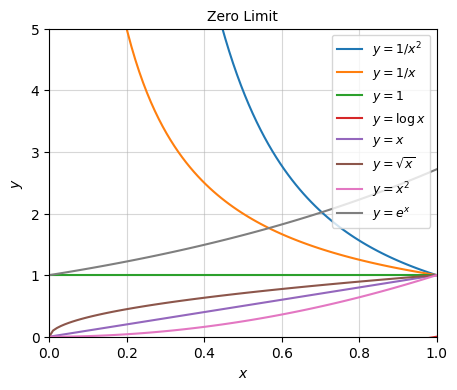 Zero Limit
5
4
3
2
1
0
y
0.0 0.2 0.4 0.6 0.8 1.0
x
y = 1/x²
y = 1/x
y = 1
y = log x
y = x
y = √x
y = x²
y = eˣ